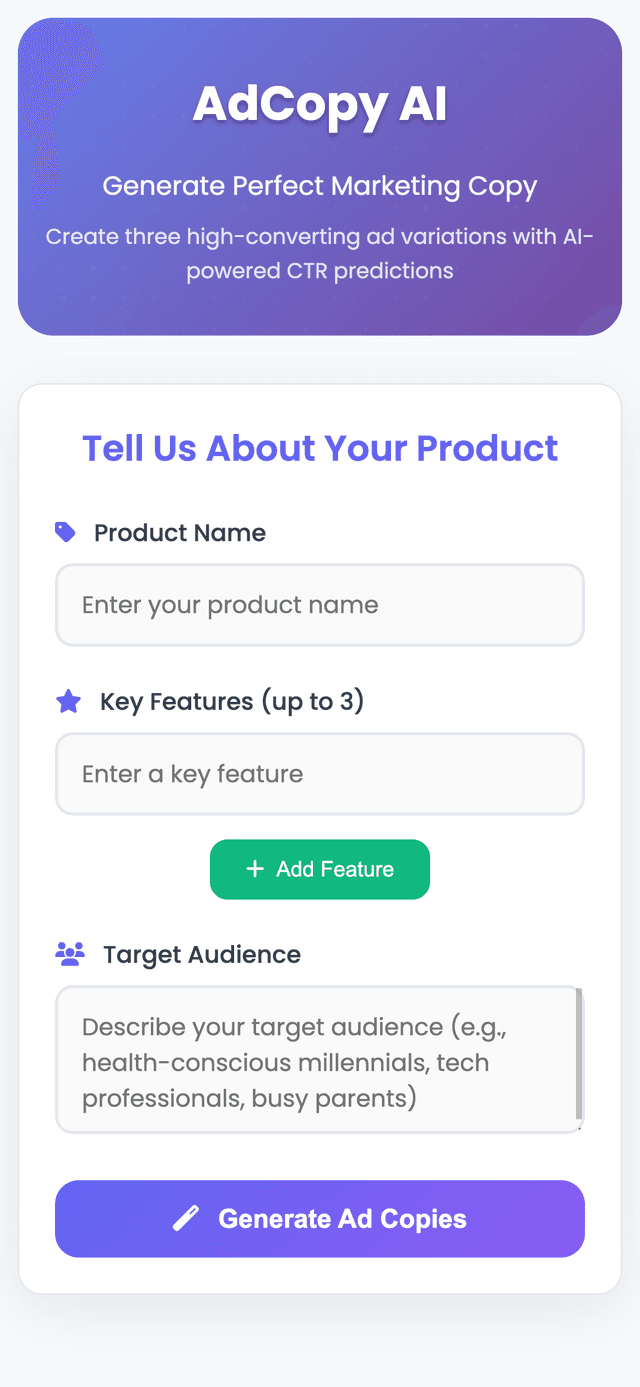 AdCopy AI
Generate Perfect Marketing Copy
Create three high-converting ad variations with AI-
powered CTR predictions
Tell Us About Your Product
Product Name
Enter your product name
Key Features (up to 3)
Enter a key feature
+ Add Feature
Target Audience
Describe your target audience (e.g.,
health-conscious millennials, tech
professionals, busy parents)
Generate Ad Copies